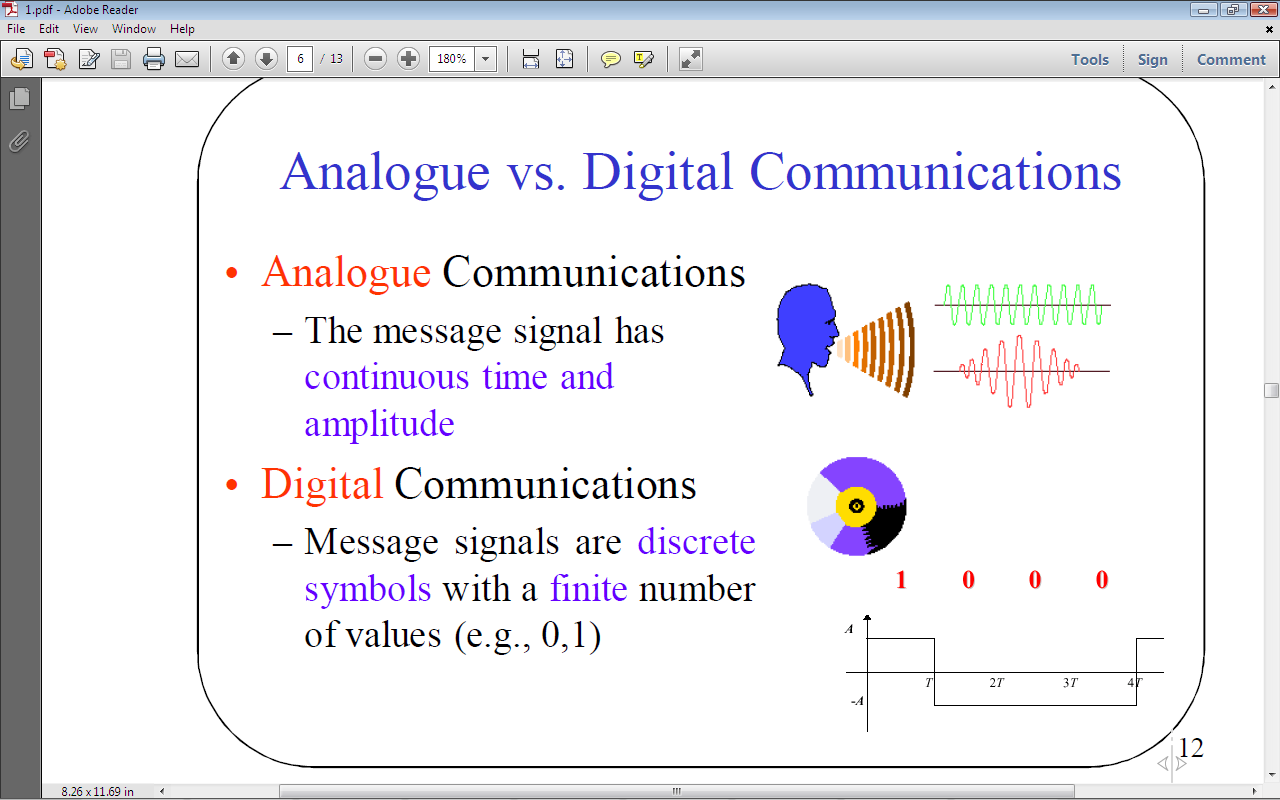 1.pdf - Adobe Reader
File Edit View Window Help
6 / 13 180% Tools Sign Comment
Analogue vs. Digital Communications
• Analogue Communications
– The message signal has
continuous time and
amplitude
• Digital Communications
– Message signals are discrete
symbols with a finite number
of values (e.g., 0,1)
1 0 0 0
A
T 2T 3T 4T
-A
12
8.26 x 11.69 in